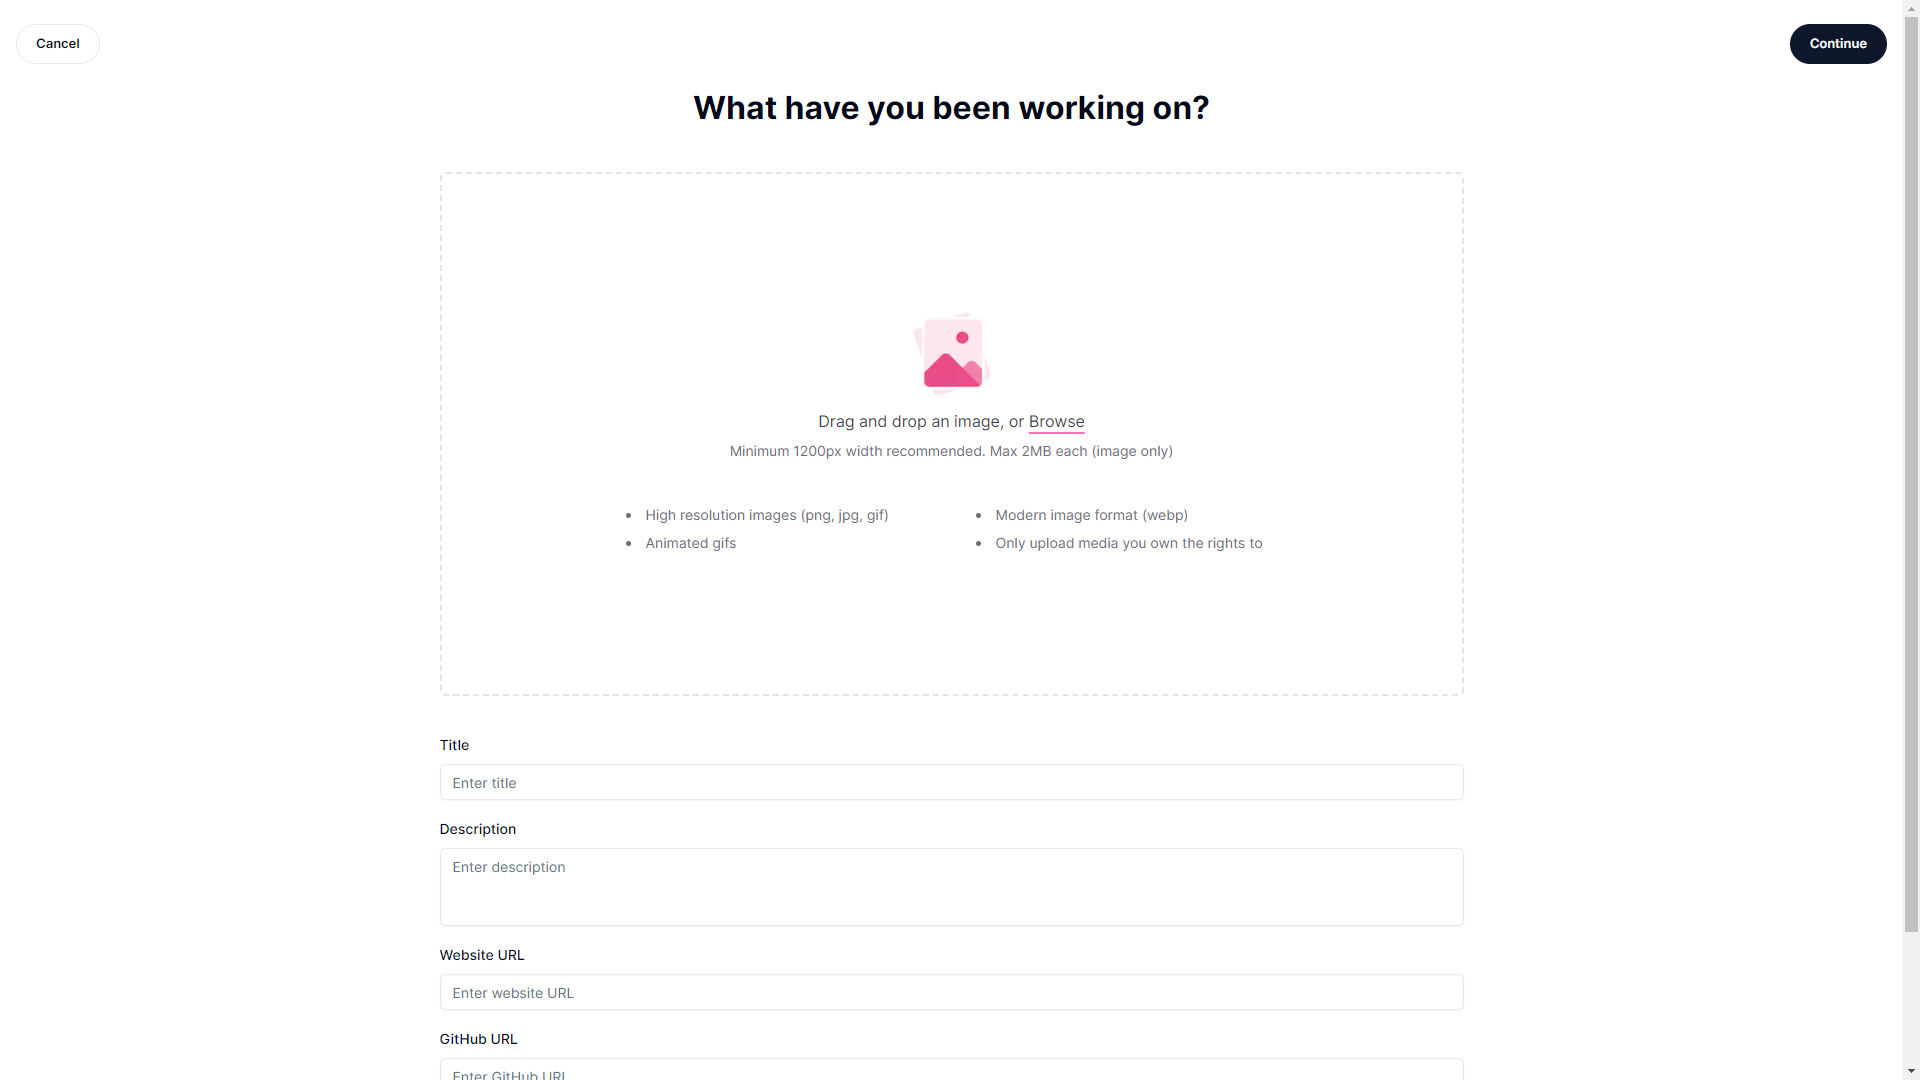 Cancel
Continue
What have you been working on?
Drag and drop an image, or Browse
Minimum 1200px width recommended. Max 2MB each (image only)
High resolution images (png, jpg, gif)
Animated gifs
Modern image format (webp)
Only upload media you own the rights to
Title
Enter title
Description
Enter description
Website URL
Enter website URL
GitHub URL
Enter GitHub URL